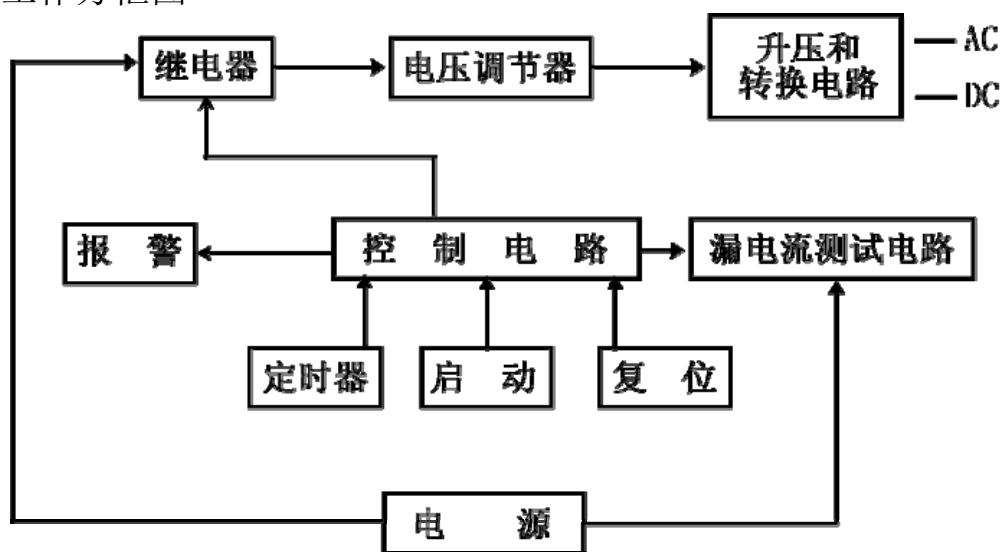 继电器
电压调节器
升压和
转换电路
AC
DC
报 警
控 制 电 路
漏电流测试电路
定时器
启 动
复 位
电 源